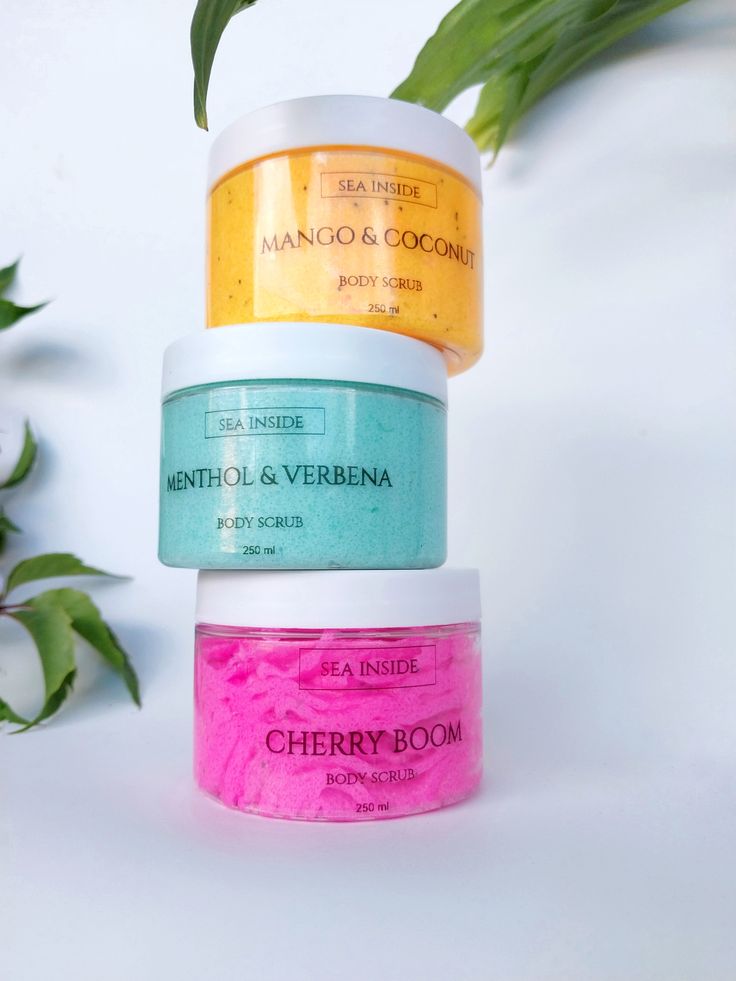 SEA INSIDE
MANGO & COCONUT
BODY SCRUB
250 ml
SEA INSIDE
MENTHOL & VERBENA
BODY SCRUB
250 ml
SEA INSIDE
CHERRY BOOM
BODY SCRUB
250 ml